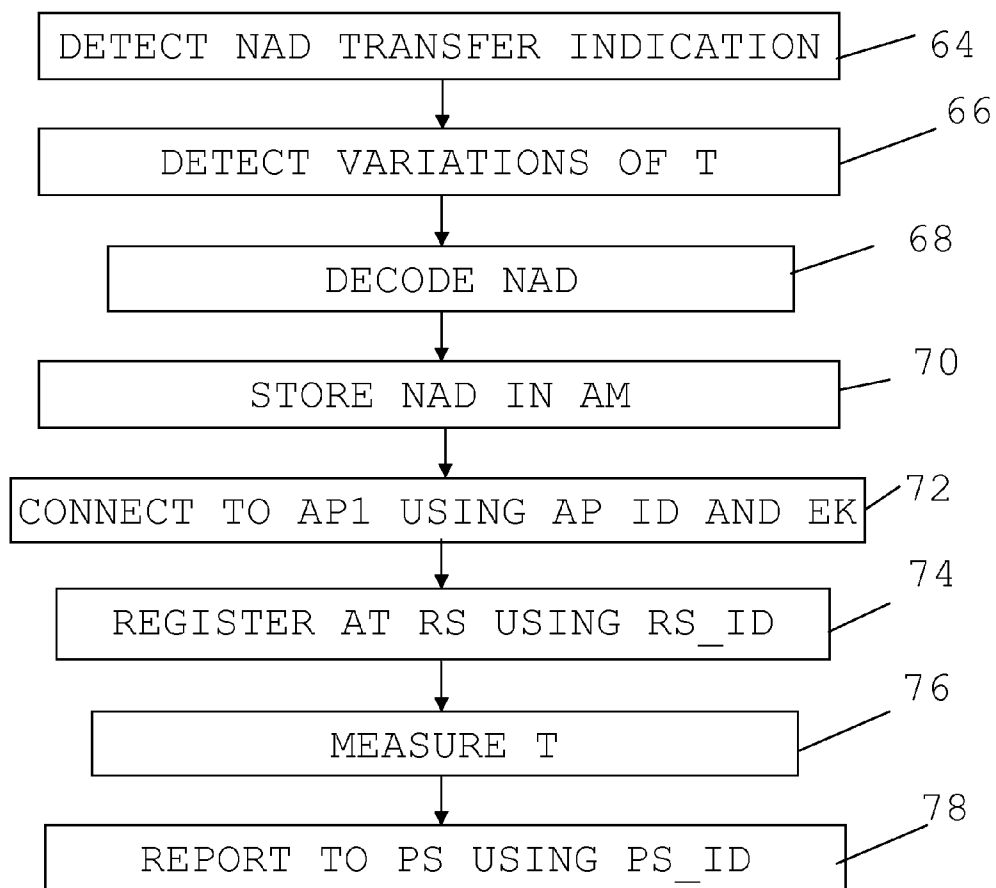 DETECT NAD TRANSFER INDICATION
64
DETECT VARIATIONS OF T
66
DECODE NAD
68
STORE NAD IN AM
70
CONNECT TO AP1 USING AP ID AND EK
72
REGISTER AT RS USING RS_ID
74
MEASURE T
76
REPORT TO PS USING PS_ID
78